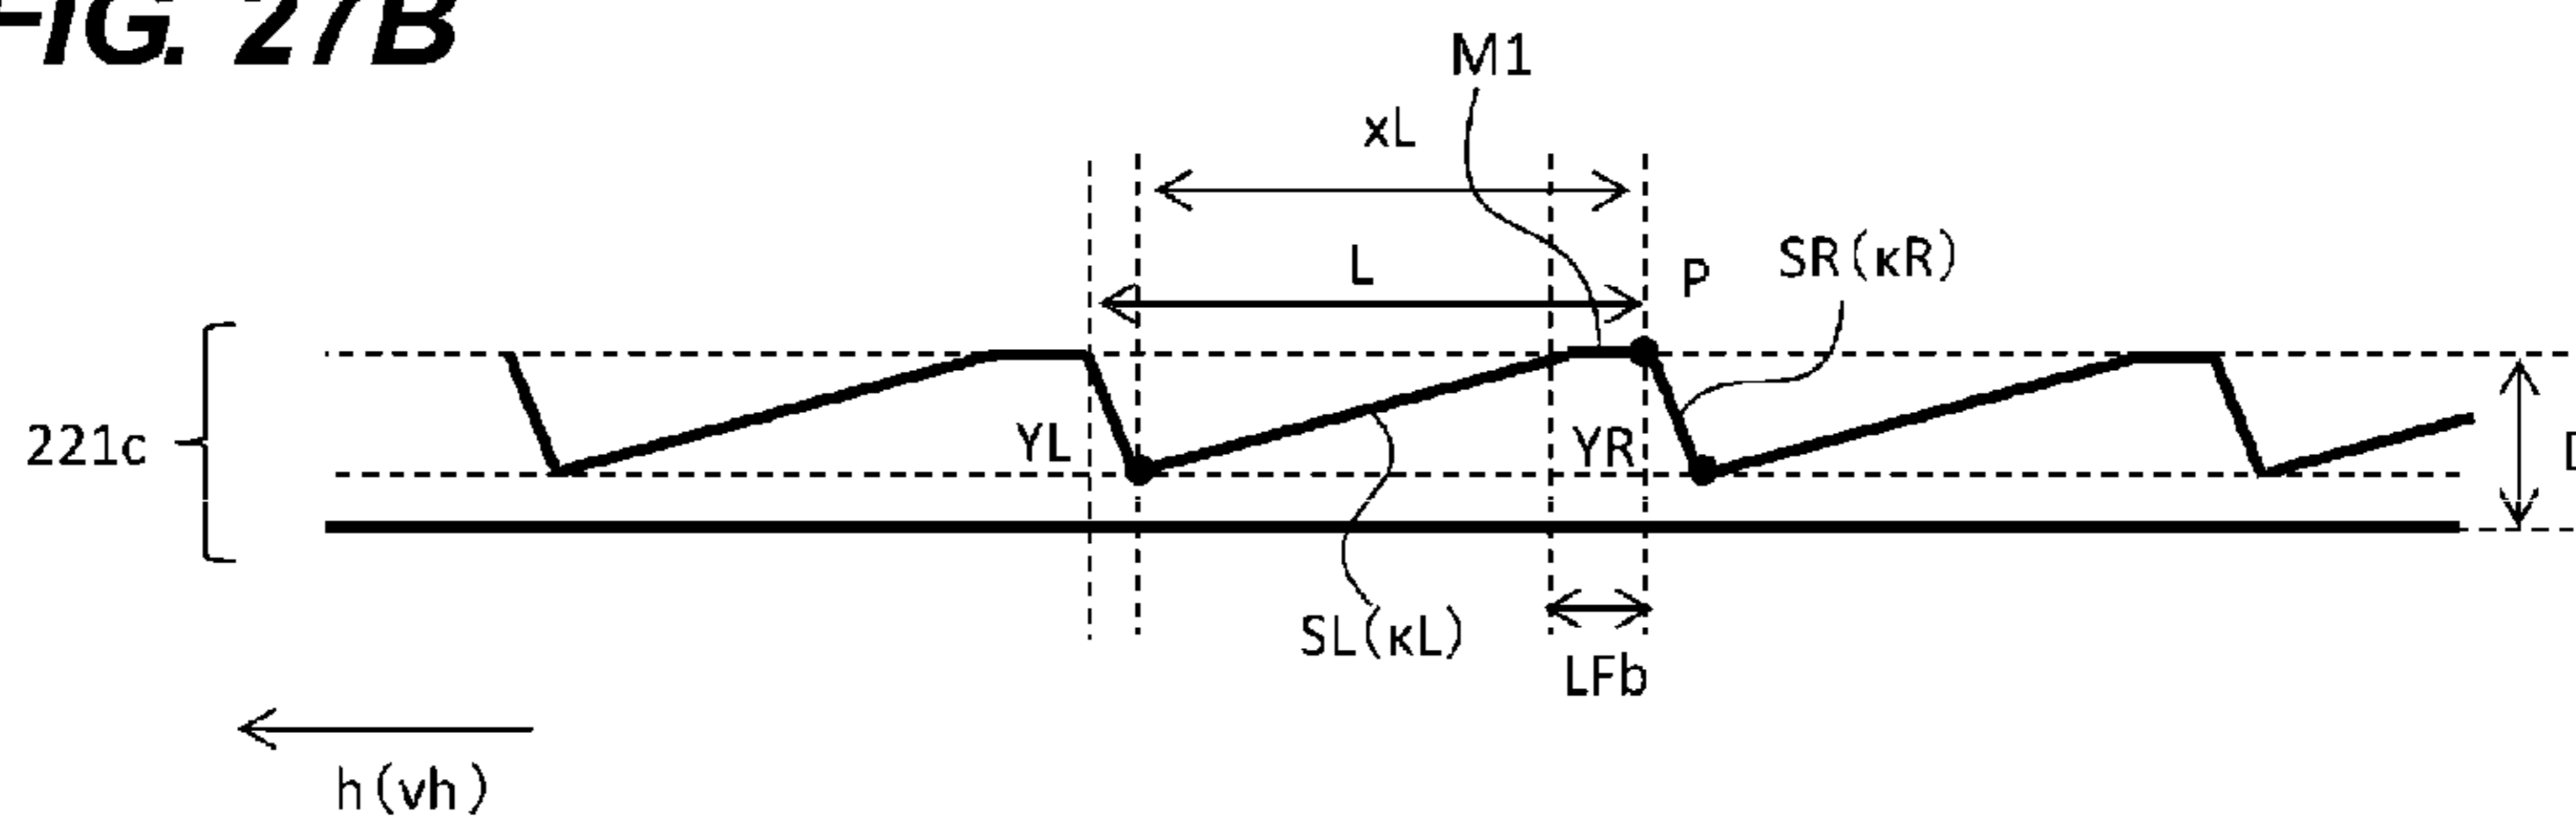 FIG. 27B
M1
xL
L
P
SR(κR)
221c
YL
YR
SL(κL)
LFb
h(vh)